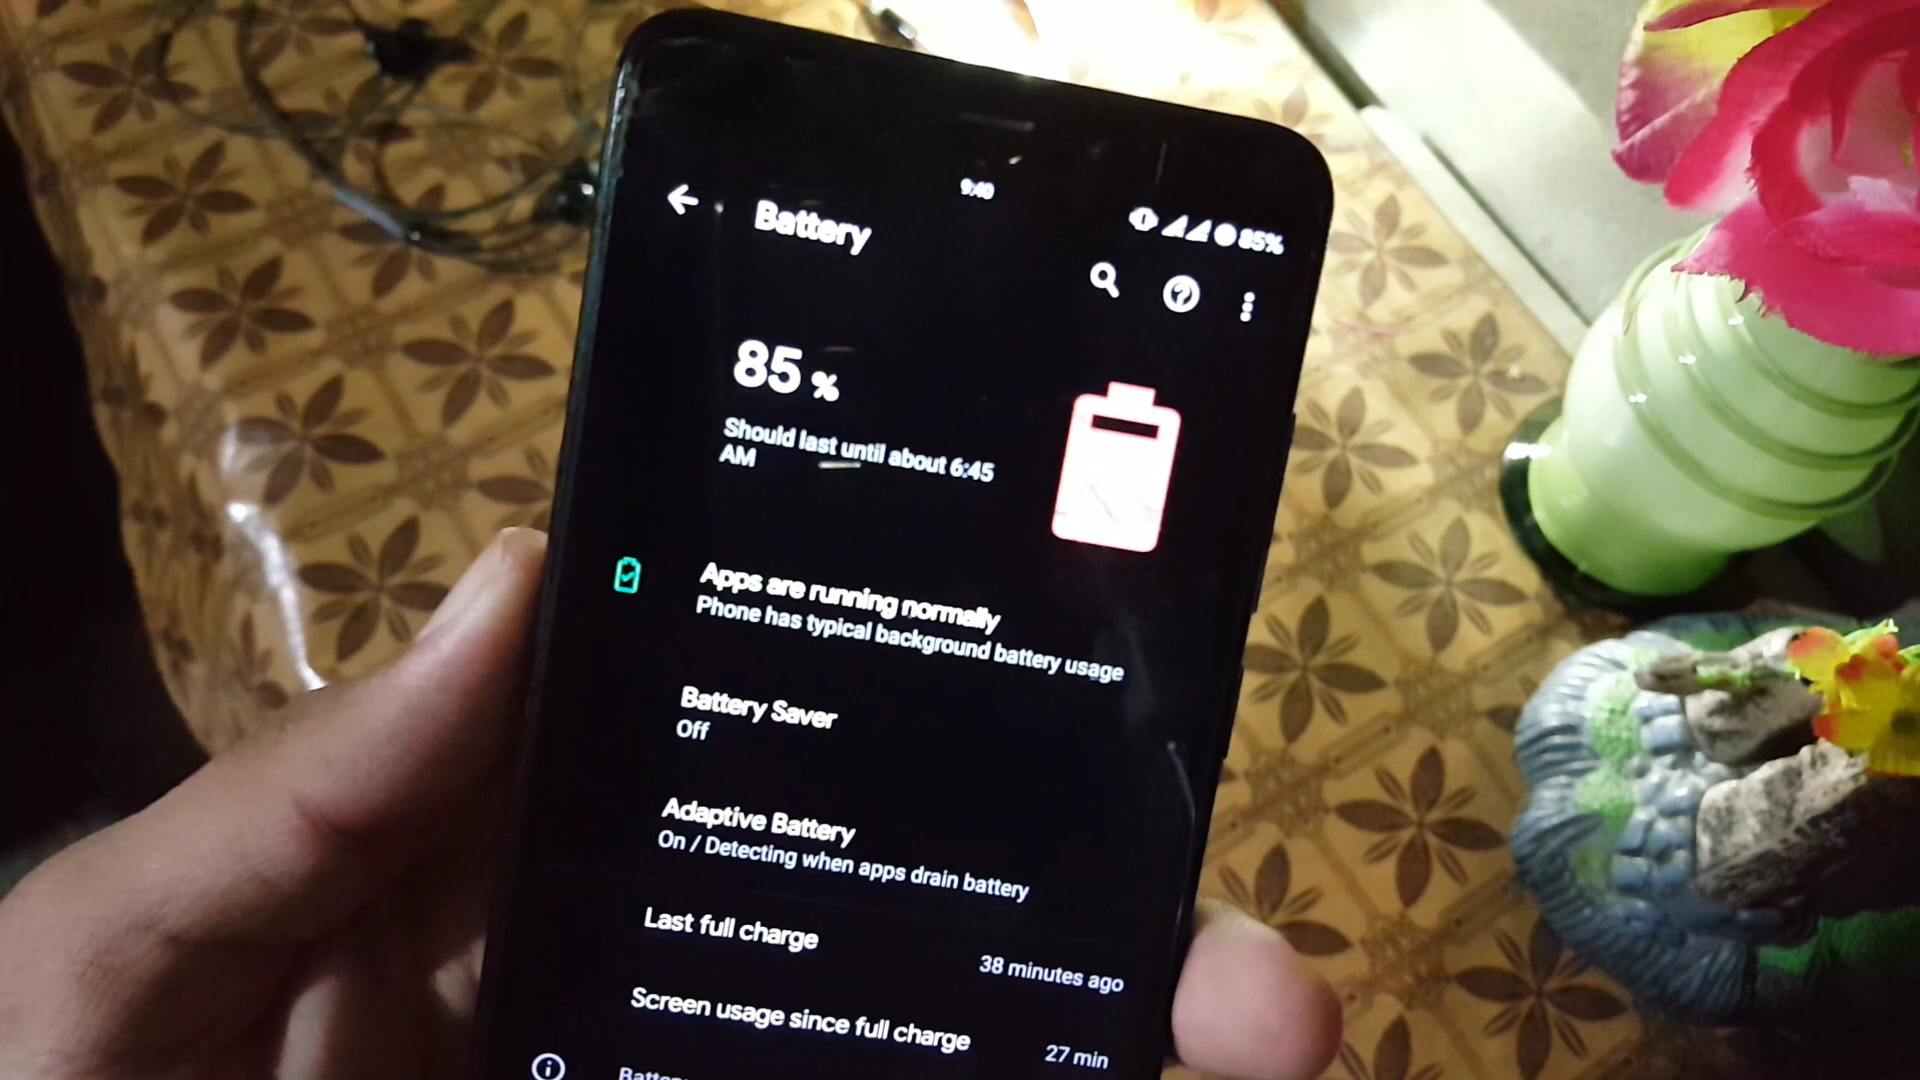 9:40
85%
Battery
85 %
Should last until about 6:45
AM
Apps are running normally
Phone has typical background battery usage
Battery Saver
Off
Adaptive Battery
On / Detecting when apps drain battery
Last full charge
38 minutes ago
Screen usage since full charge
27 min